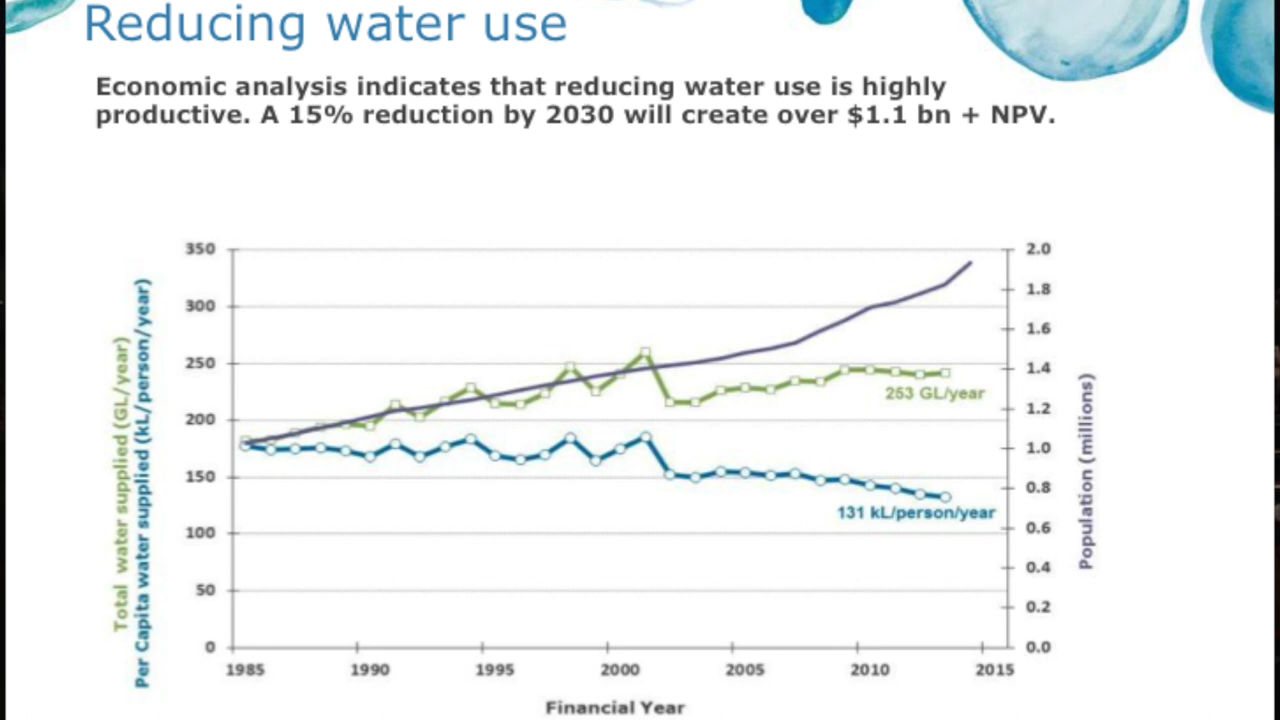 Reducing water use
Economic analysis indicates that reducing water use is highly
productive. A 15% reduction by 2030 will create over $1.1 bn + NPV.
Total water supplied (GL/year)
Per Capita water supplied (kL/person/year)
350
300
250
200
150
100
50
0
2.0
1.8
1.6
1.4
1.2
1.0
0.8
0.6
0.4
0.2
0.0
Population (millions)
253 GL/year
131 kL/person/year
1985 1990 1995 2000 2005 2010 2015
Financial Year